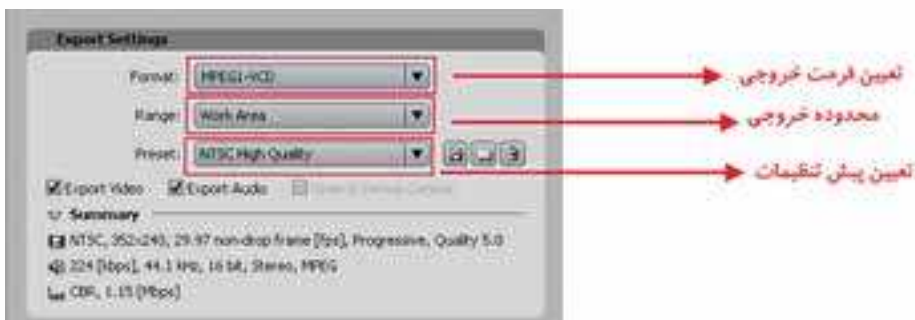 Export Settings
Format: MPEG1-VCD
تعیین فرمت خروجی
Range: Work Area
محدوده خروجی
Preset: NTSC High Quality
تعیین پیش تنظیمات
Export Video Export Audio
Summary
NTSC, 352x240, 29.97 non-drop frame [fps], Progressive, Quality 5.0
224 [kbps], 44.1 kHz, 16 bit, Stereo, MPEG
CBR, 1.15 [Mbps]